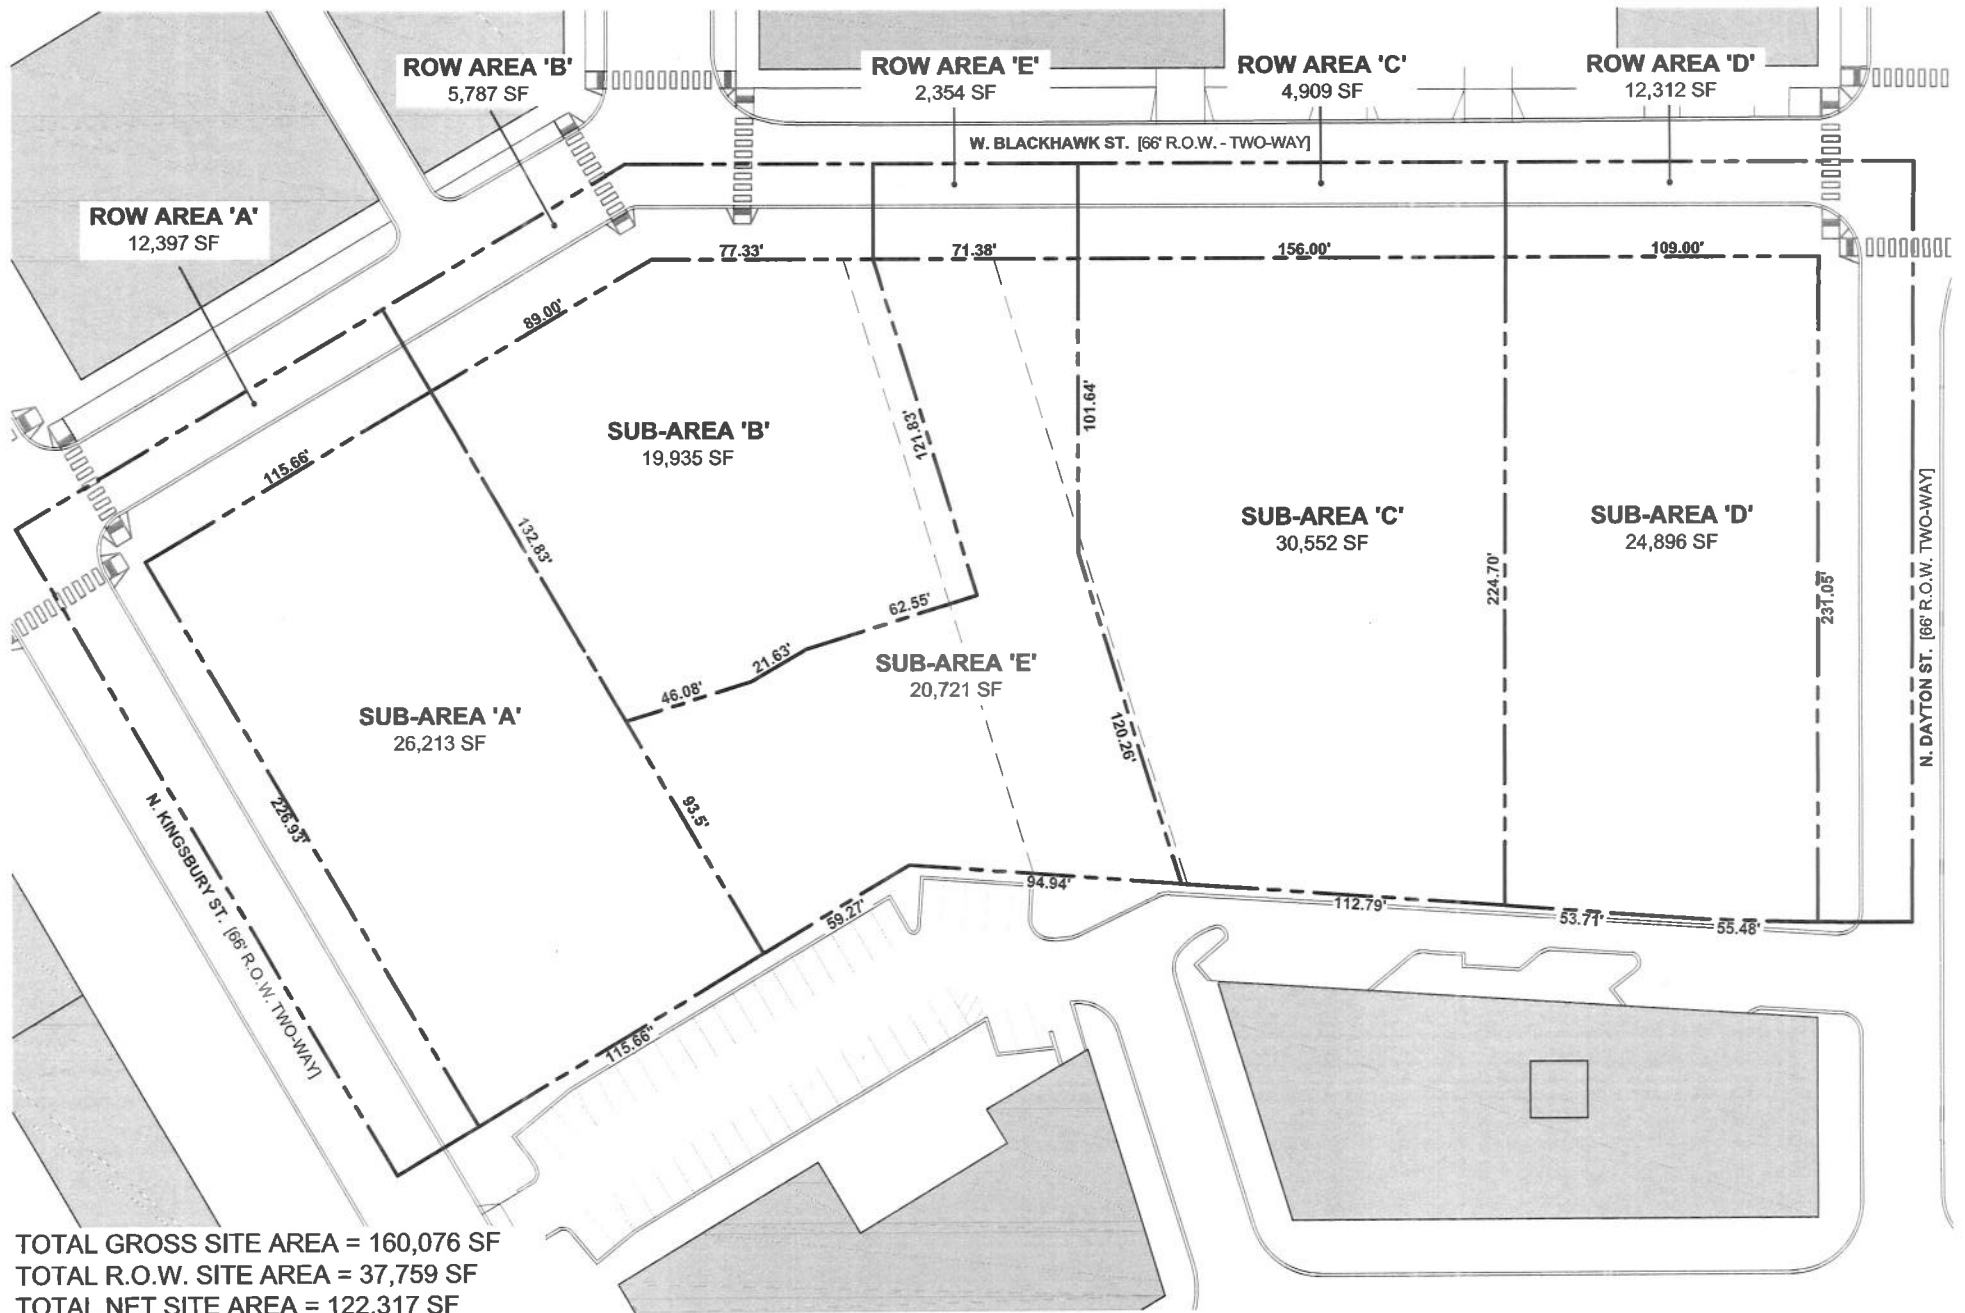 ROW AREA 'B'
5,787 SF
ROW AREA 'E'
2,354 SF
ROW AREA 'C'
4,909 SF
ROW AREA 'D'
12,312 SF
W. BLACKHAWK ST. [66' R.O.W. - TWO-WAY]
ROW AREA 'A'
12,397 SF
77.33'
71.38'
156.00'
109.00'
89.00'
101.64'
121.83'
SUB-AREA 'B'
19,935 SF
115.66'
132.83'
SUB-AREA 'C'
30,552 SF
SUB-AREA 'D'
24,896 SF
224.70'
231.05'
N. DAYTON ST. [66' R.O.W. TWO-WAY]
62.55'
21.63'
46.08'
SUB-AREA 'E'
20,721 SF
SUB-AREA 'A'
26,213 SF
120.26'
93.5'
226.93'
N. KINGSBURY ST. [66' R.O.W. TWO-WAY]
94.94'
112.79'
53.71'
55.48'
59.27'
115.66"
TOTAL GROSS SITE AREA = 160,076 SF
TOTAL R.O.W. SITE AREA = 37,759 SF
TOTAL NET SITE AREA = 122,317 SF